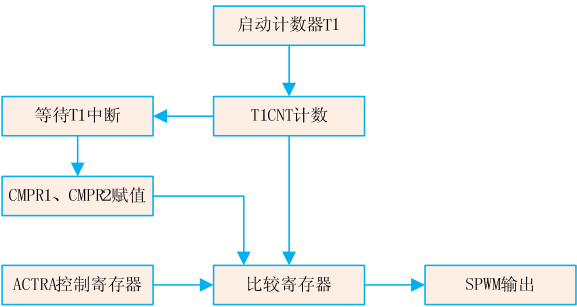 启动计数器T1
等待T1中断
T1CNT计数
CMPR1、CMPR2赋值
ACTRA控制寄存器
比较寄存器
SPWM输出